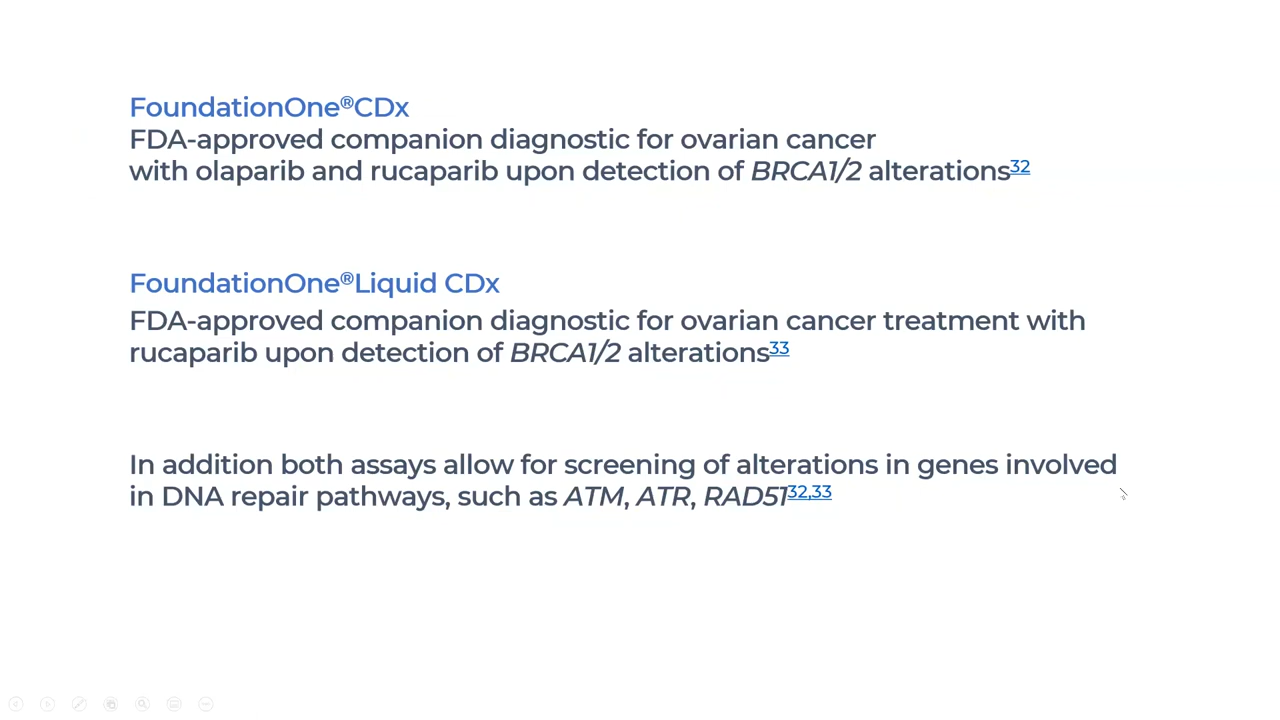 FoundationOne®CDx
FDA-approved companion diagnostic for ovarian cancer
with olaparib and rucaparib upon detection of BRCA1/2 alterations32
FoundationOne®Liquid CDx
FDA-approved companion diagnostic for ovarian cancer treatment with
rucaparib upon detection of BRCA1/2 alterations33
In addition both assays allow for screening of alterations in genes involved
in DNA repair pathways, such as ATM, ATR, RAD5132,33